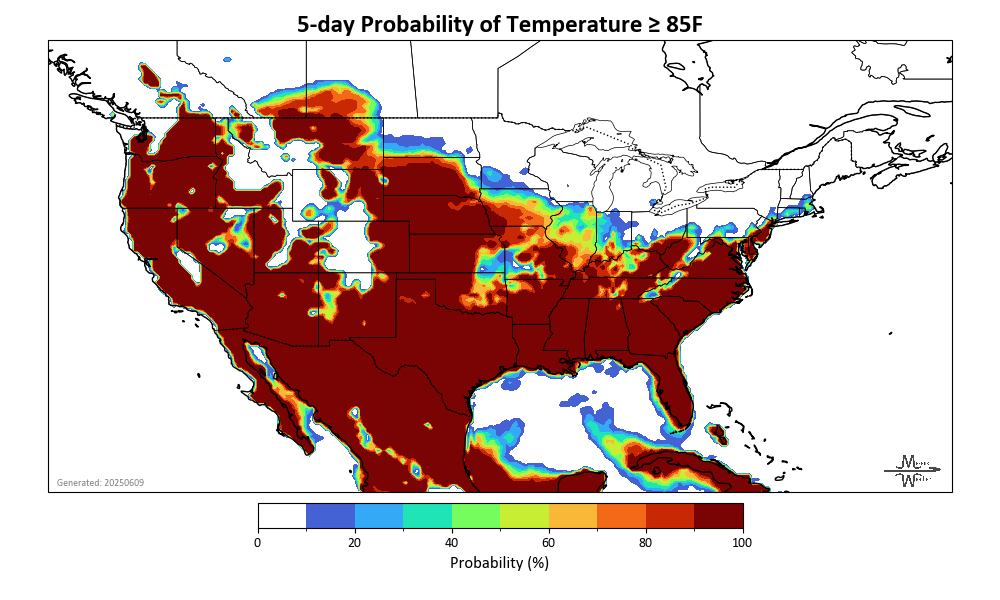 5-day Probability of Temperature ≥ 85F
Generated: 20250609
0 20 40 60 80 100
Probability (%)